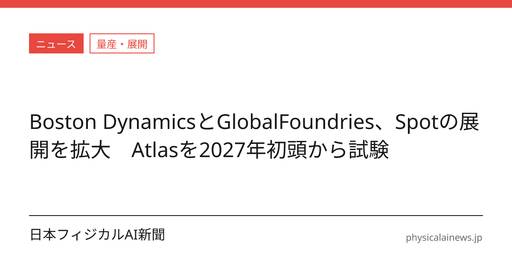 ニュース 量産・展開
Boston DynamicsとGlobalFoundries、Spotの展
開を拡大　Atlasを2027年初頭から試験
日本フィジカルAI新聞 physicalainews.jp